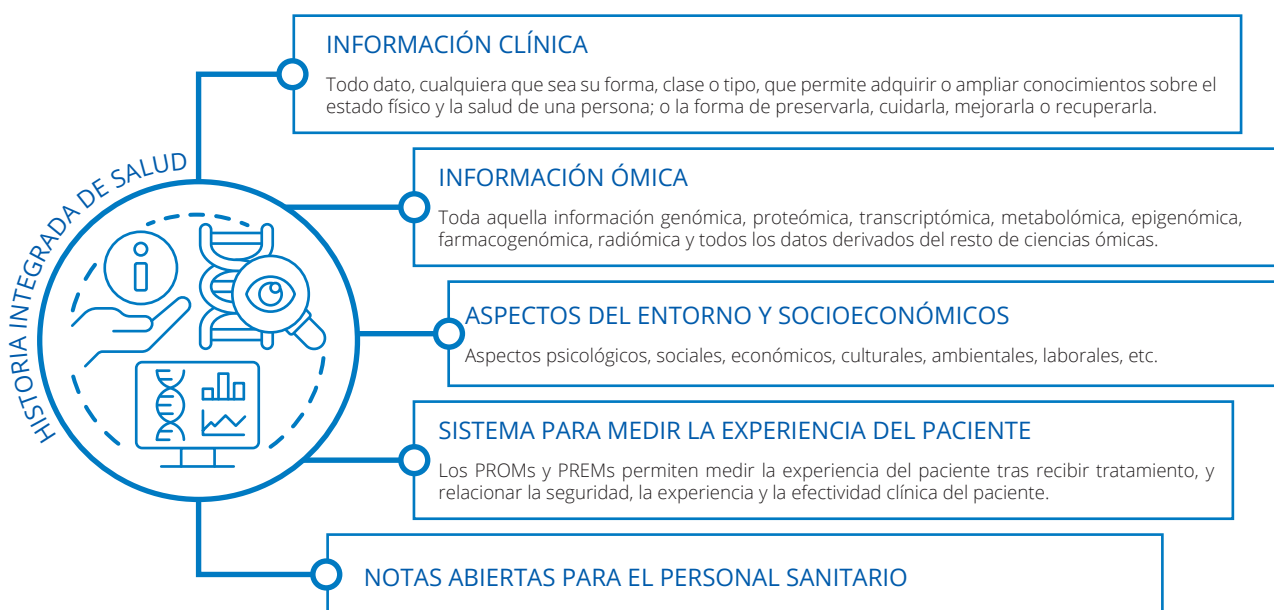 HISTORIA INTEGRADA DE SALUD
INFORMACIÓN CLÍNICA
Todo dato, cualquiera que sea su forma, clase o tipo, que permite adquirir o ampliar conocimientos sobre el
estado físico y la salud de una persona; o la forma de preservarla, cuidarla, mejorarla o recuperarla.
INFORMACIÓN ÓMICA
Toda aquella información genómica, proteómica, transcriptómica, metabolómica, epigenómica,
farmacogenómica, radiómica y todos los datos derivados del resto de ciencias ómicas.
ASPECTOS DEL ENTORNO Y SOCIOECONÓMICOS
Aspectos psicológicos, sociales, económicos, culturales, ambientales, laborales, etc.
SISTEMA PARA MEDIR LA EXPERIENCIA DEL PACIENTE
Los PROMs y PREMs permiten medir la experiencia del paciente tras recibir tratamiento, y
relacionar la seguridad, la experiencia y la efectividad clínica del paciente.
NOTAS ABIERTAS PARA EL PERSONAL SANITARIO